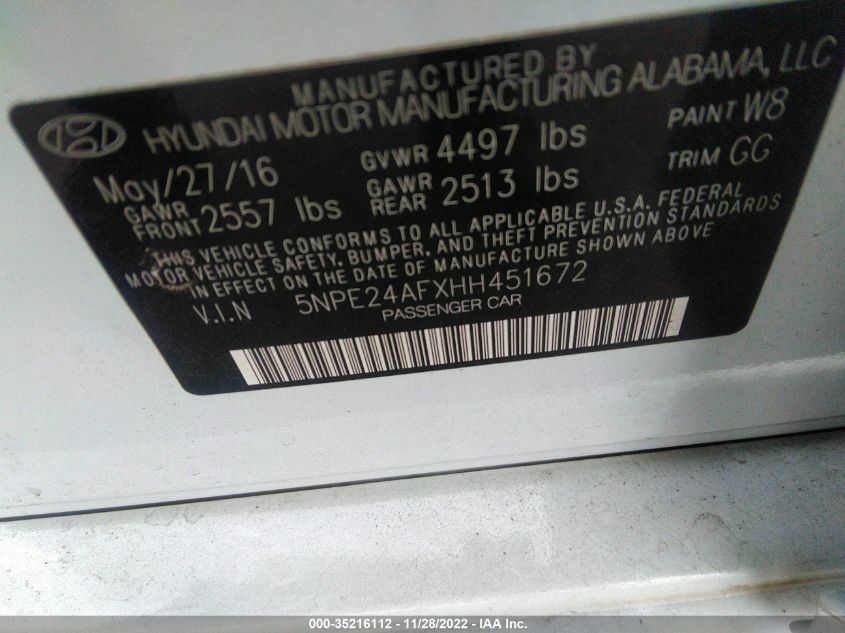 MANUFACTURED BY
HYUNDAI MOTOR MANUFACTURING ALABAMA, LLC
May/27/16 GVWR 4497 lbs PAINT W8
GAWR FRONT 2557 lbs GAWR REAR 2513 lbs TRIM GG
THIS VEHICLE CONFORMS TO ALL APPLICABLE U.S.A. FEDERAL
MOTOR VEHICLE SAFETY, BUMPER, AND THEFT PREVENTION STANDARDS
IN EFFECT ON THE DATE OF MANUFACTURE SHOWN ABOVE
V.I.N 5NPE24AFXHH451672
PASSENGER CAR
000-35216112 - 11/28/2022 - IAA Inc.